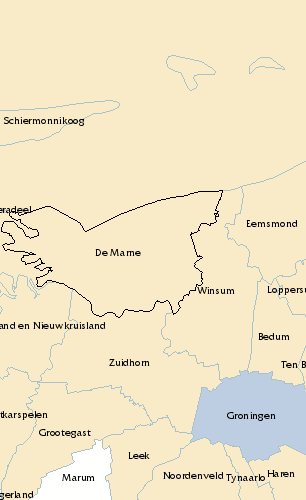 Schiermonnikoog
eradeel
Eemsmond
De Marne
Winsum
Loppersu
and en Nieuwkruisland
Bedum
Zuidhorn
Ten B
tkarspelen
Groningen
Grootegast
Leek
Marum
Noordenveld
Tynaarlo
Haren
gerland